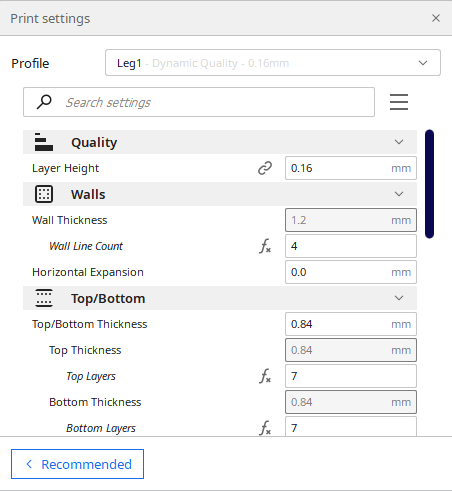 Print settings
Profile
Leg1 - Dynamic Quality - 0.16mm
Search settings
Quality
Layer Height 0.16 mm
Walls
Wall Thickness 1.2 mm
Wall Line Count 4
Horizontal Expansion 0.0 mm
Top/Bottom
Top/Bottom Thickness 0.84 mm
Top Thickness 0.84 mm
Top Layers 7
Bottom Thickness 0.84 mm
Bottom Layers 7
Recommended